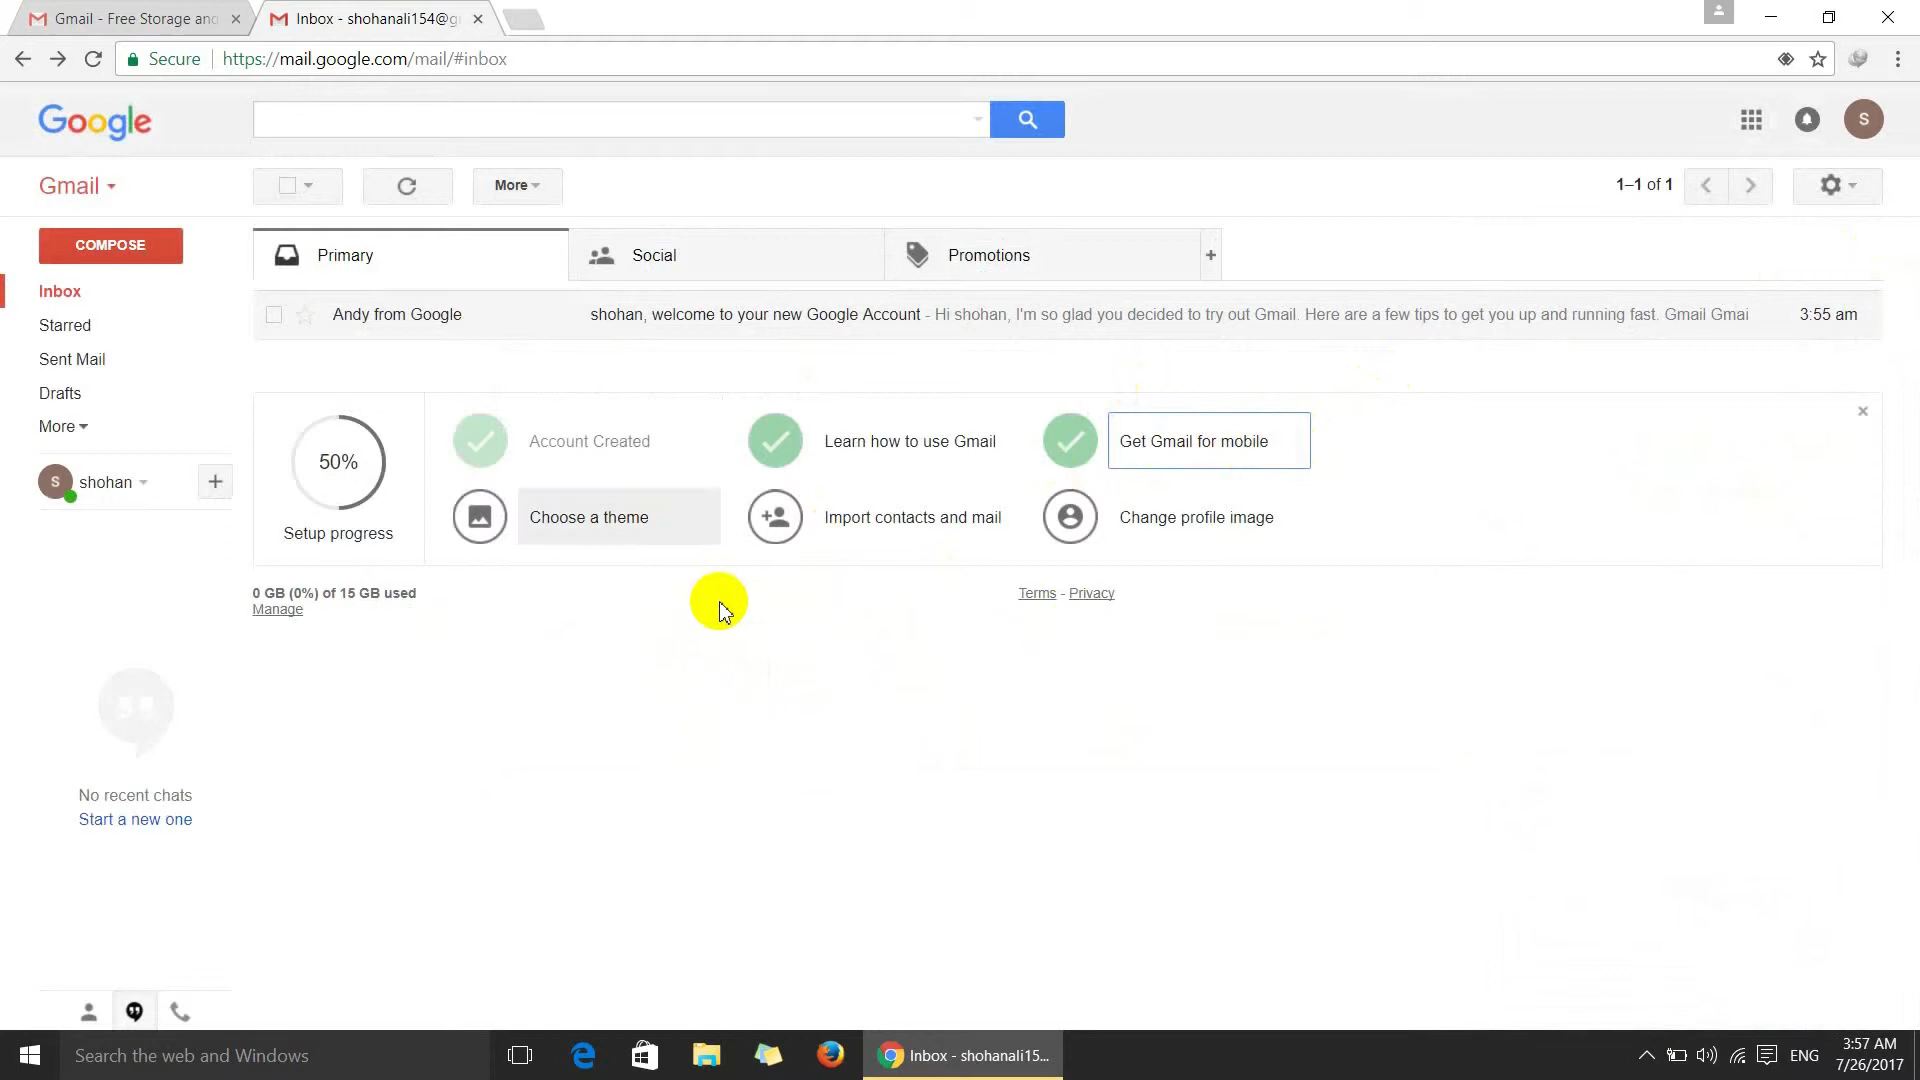 Gmail - Free Storage and
Inbox - shohanali154@g
Secure
https://mail.google.com/mail/#inbox
Google
S
Gmail
More
1–1 of 1
COMPOSE
Primary
Social
Promotions
+
Inbox
Starred
Sent Mail
Drafts
More
Andy from Google
shohan, welcome to your new Google Account - Hi shohan, I'm so glad you decided to try out Gmail. Here are a few tips to get you up and running fast. Gmail Gmai
3:55 am
S
shohan
50%
Setup progress
Account Created
Learn how to use Gmail
Get Gmail for mobile
Choose a theme
Import contacts and mail
Change profile image
0 GB (0%) of 15 GB used
Manage
Terms - Privacy
No recent chats
Start a new one
Search the web and Windows
Inbox - shohanali15...
ENG
3:57 AM
7/26/2017